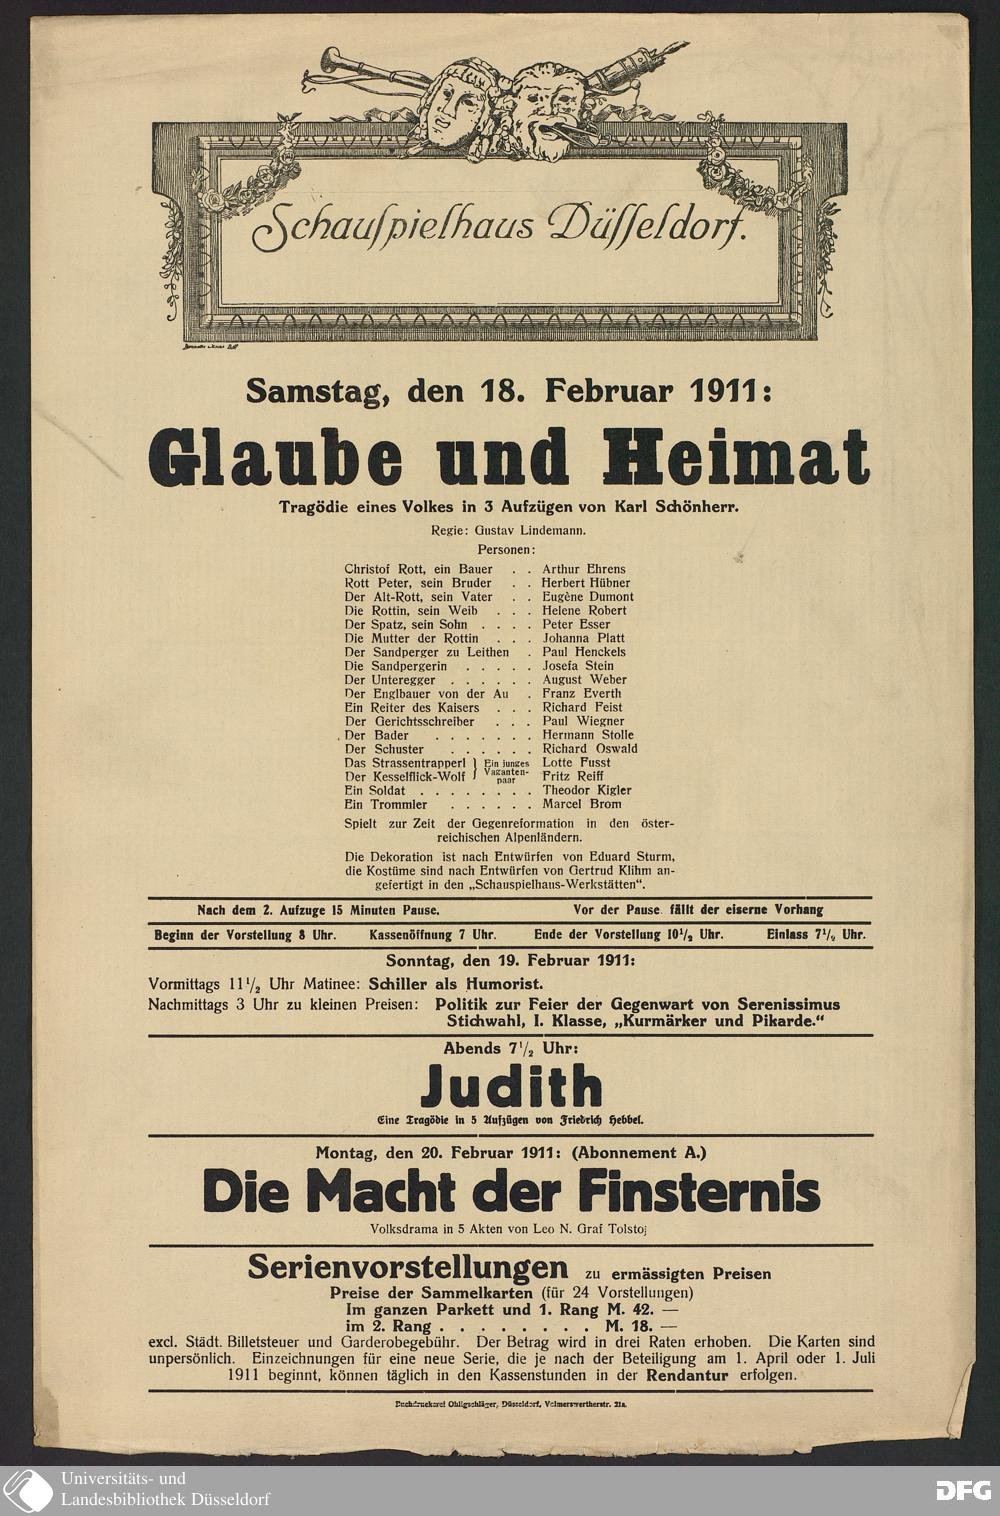 Schauspielhaus Düsseldorf.
Samstag, den 18. Februar 1911:
Glaube und Heimat
Tragödie eines Volkes in 3 Aufzügen von Karl Schönherr.
Regie: Gustav Lindemann.
Personen:
Christof Rott, ein Bauer . . Arthur Ehrens
Rott Peter, sein Bruder . . Herbert Hübner
Der Alt-Rott, sein Vater . . Eugène Dumont
Die Rottin, sein Weib . . . Helene Robert
Der Spatz, sein Sohn . . . . Peter Esser
Die Mutter der Rottin . . . Johanna Platt
Der Sandperger zu Leithen . Paul Henckels
Die Sandpergerin . . . . . Josefa Stein
Der Unteregger . . . . . . August Weber
Der Englbauer von der Au . Franz Everth
Ein Reiter des Kaisers . . . Richard Feist
Der Gerichtsschreiber . . . Paul Wiegner
Der Bader . . . . . . . Hermann Stolle
Der Schuster . . . . . . Richard Oswald
Das Strassentrapperl } Ein junges Lotte Fusst
Der Kesselflick-Wolf } Vaganten-paar Fritz Reiff
Ein Soldat . . . . . . . . Theodor Kigler
Ein Trommler . . . . . . Marcel Brom
Spielt zur Zeit der Gegenreformation in den öster-
reichischen Alpenländern.
Die Dekoration ist nach Entwürfen von Eduard Sturm,
die Kostüme sind nach Entwürfen von Gertrud Klihm an-
gefertigt in den „Schauspielhaus-Werkstätten“.
Nach dem 2. Aufzuge 15 Minuten Pause. Vor der Pause fällt der eiserne Vorhang
Beginn der Vorstellung 8 Uhr. Kassenöffnung 7 Uhr. Ende der Vorstellung 10½ Uhr. Einlass 7½ Uhr.
Sonntag, den 19. Februar 1911:
Vormittags 11½ Uhr Matinee: Schiller als Humorist.
Nachmittags 3 Uhr zu kleinen Preisen: Politik zur Feier der Gegenwart von Serenissimus
Stichwahl, I. Klasse, „Kurmärker und Pikarde.“
Abends 7½ Uhr:
Judith
Eine Tragödie in 5 Aufzügen von Friedrich Hebbel.
Montag, den 20. Februar 1911: (Abonnement A.)
Die Macht der Finsternis
Volksdrama in 5 Akten von Leo N. Graf Tolstoj
Serienvorstellungen zu ermässigten Preisen
Preise der Sammelkarten (für 24 Vorstellungen)
Im ganzen Parkett und 1. Rang M. 42. —
im 2. Rang . . . . . . . . M. 18. —
excl. Städt. Billetsteuer und Garderobegebühr. Der Betrag wird in drei Raten erhoben. Die Karten sind
unpersönlich. Einzeichnungen für eine neue Serie, die je nach der Beteiligung am 1. April oder 1. Juli
1911 beginnt, können täglich in den Kassenstunden in der Rendantur erfolgen.
Buchdruckerei Ohligschläger, Düsseldorf, Volmerswertherstr. 21a.
Universitäts- und
Landesbibliothek Düsseldorf
DFG